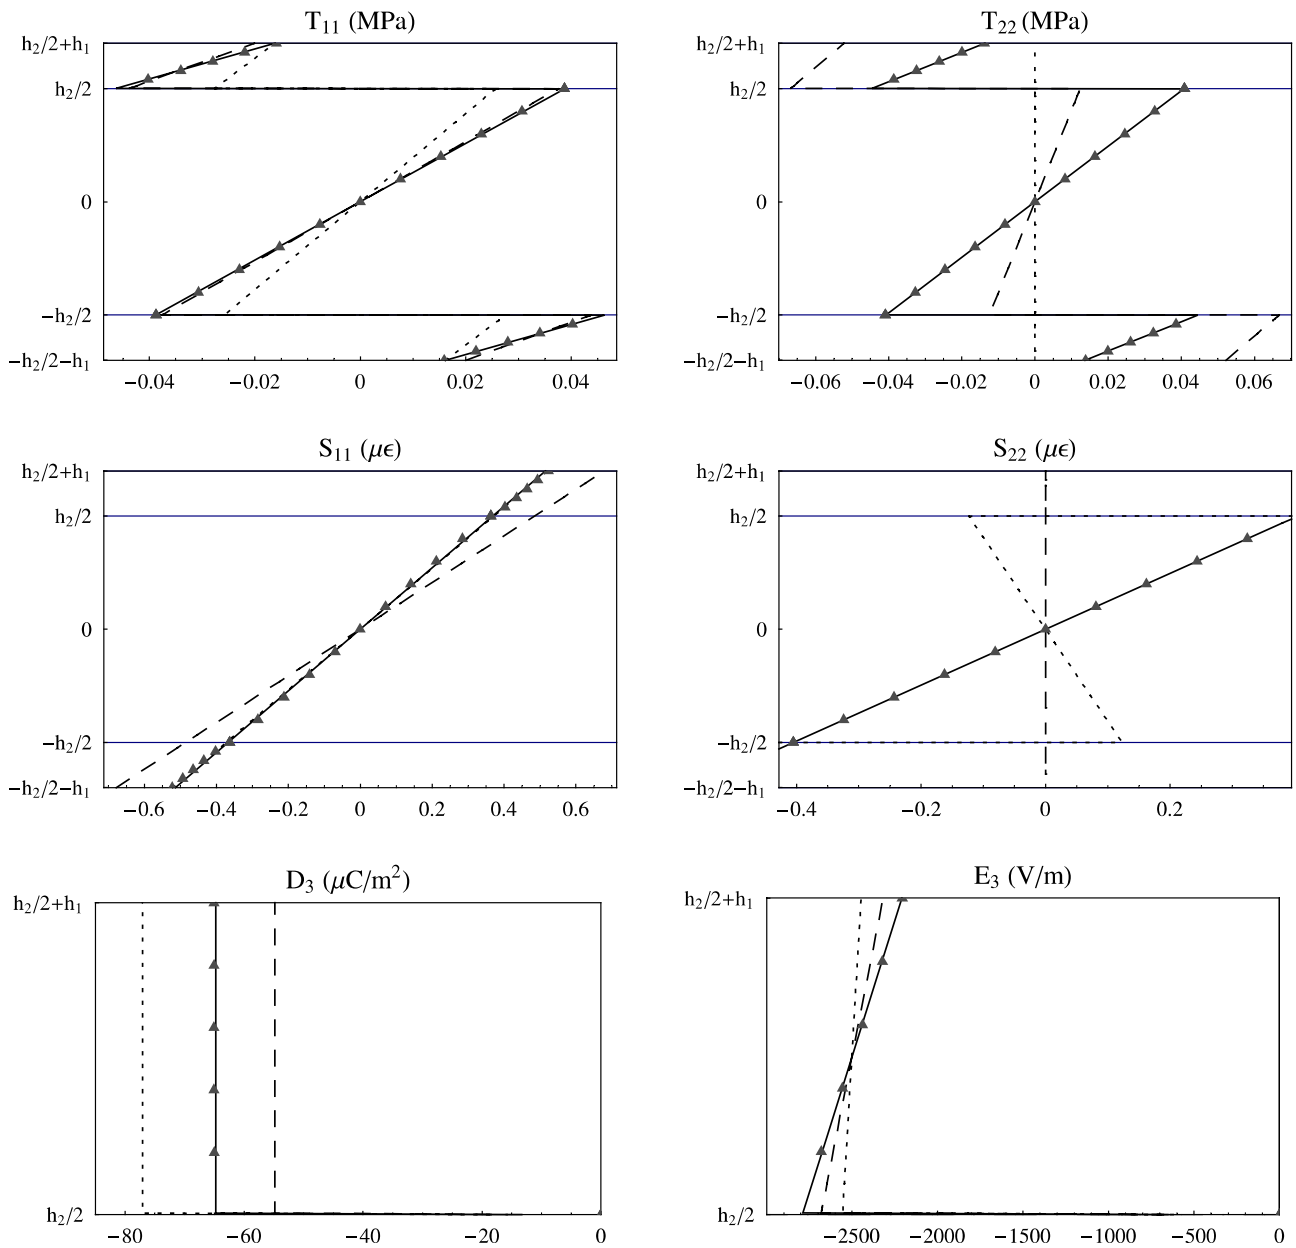 T₁₁ (MPa)
h₂/2+h₁
h₂/2
0
−h₂/2
−h₂/2−h₁
−0.04 −0.02 0 0.02 0.04
T₂₂ (MPa)
h₂/2+h₁
h₂/2
0
−h₂/2
−h₂/2−h₁
−0.06 −0.04 −0.02 0 0.02 0.04 0.06
S₁₁ (με)
h₂/2+h₁
h₂/2
0
−h₂/2
−h₂/2−h₁
−0.6 −0.4 −0.2 0 0.2 0.4 0.6
S₂₂ (με)
h₂/2+h₁
h₂/2
0
−h₂/2
−h₂/2−h₁
−0.4 −0.2 0 0.2
D₃ (μC/m²)
h₂/2+h₁
h₂/2
−80 −60 −40 −20 0
E₃ (V/m)
h₂/2+h₁
h₂/2
−2500 −2000 −1500 −1000 −500 0